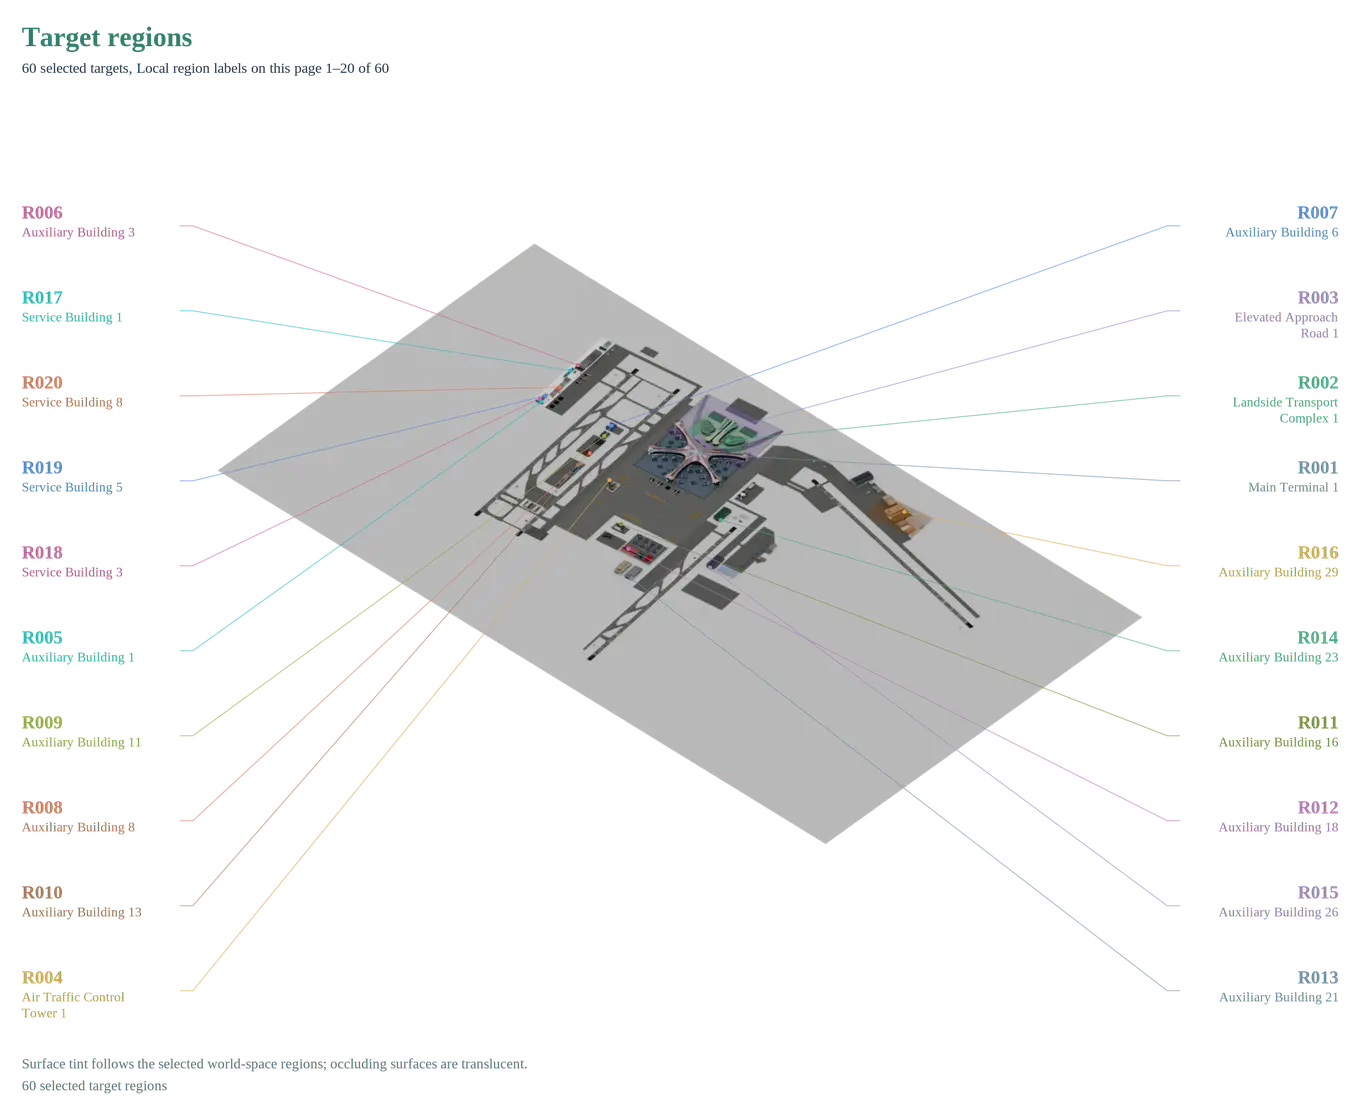 Target regions
60 selected targets, Local region labels on this page 1–20 of 60
R006
Auxiliary Building 3
R017
Service Building 1
R020
Service Building 8
R019
Service Building 5
R018
Service Building 3
R005
Auxiliary Building 1
R009
Auxiliary Building 11
R008
Auxiliary Building 8
R010
Auxiliary Building 13
R004
Air Traffic Control
Tower 1
R007
Auxiliary Building 6
R003
Elevated Approach
Road 1
R002
Landside Transport
Complex 1
R001
Main Terminal 1
R016
Auxiliary Building 29
R014
Auxiliary Building 23
R011
Auxiliary Building 16
R012
Auxiliary Building 18
R015
Auxiliary Building 26
R013
Auxiliary Building 21
Surface tint follows the selected world-space regions; occluding surfaces are translucent.
60 selected target regions